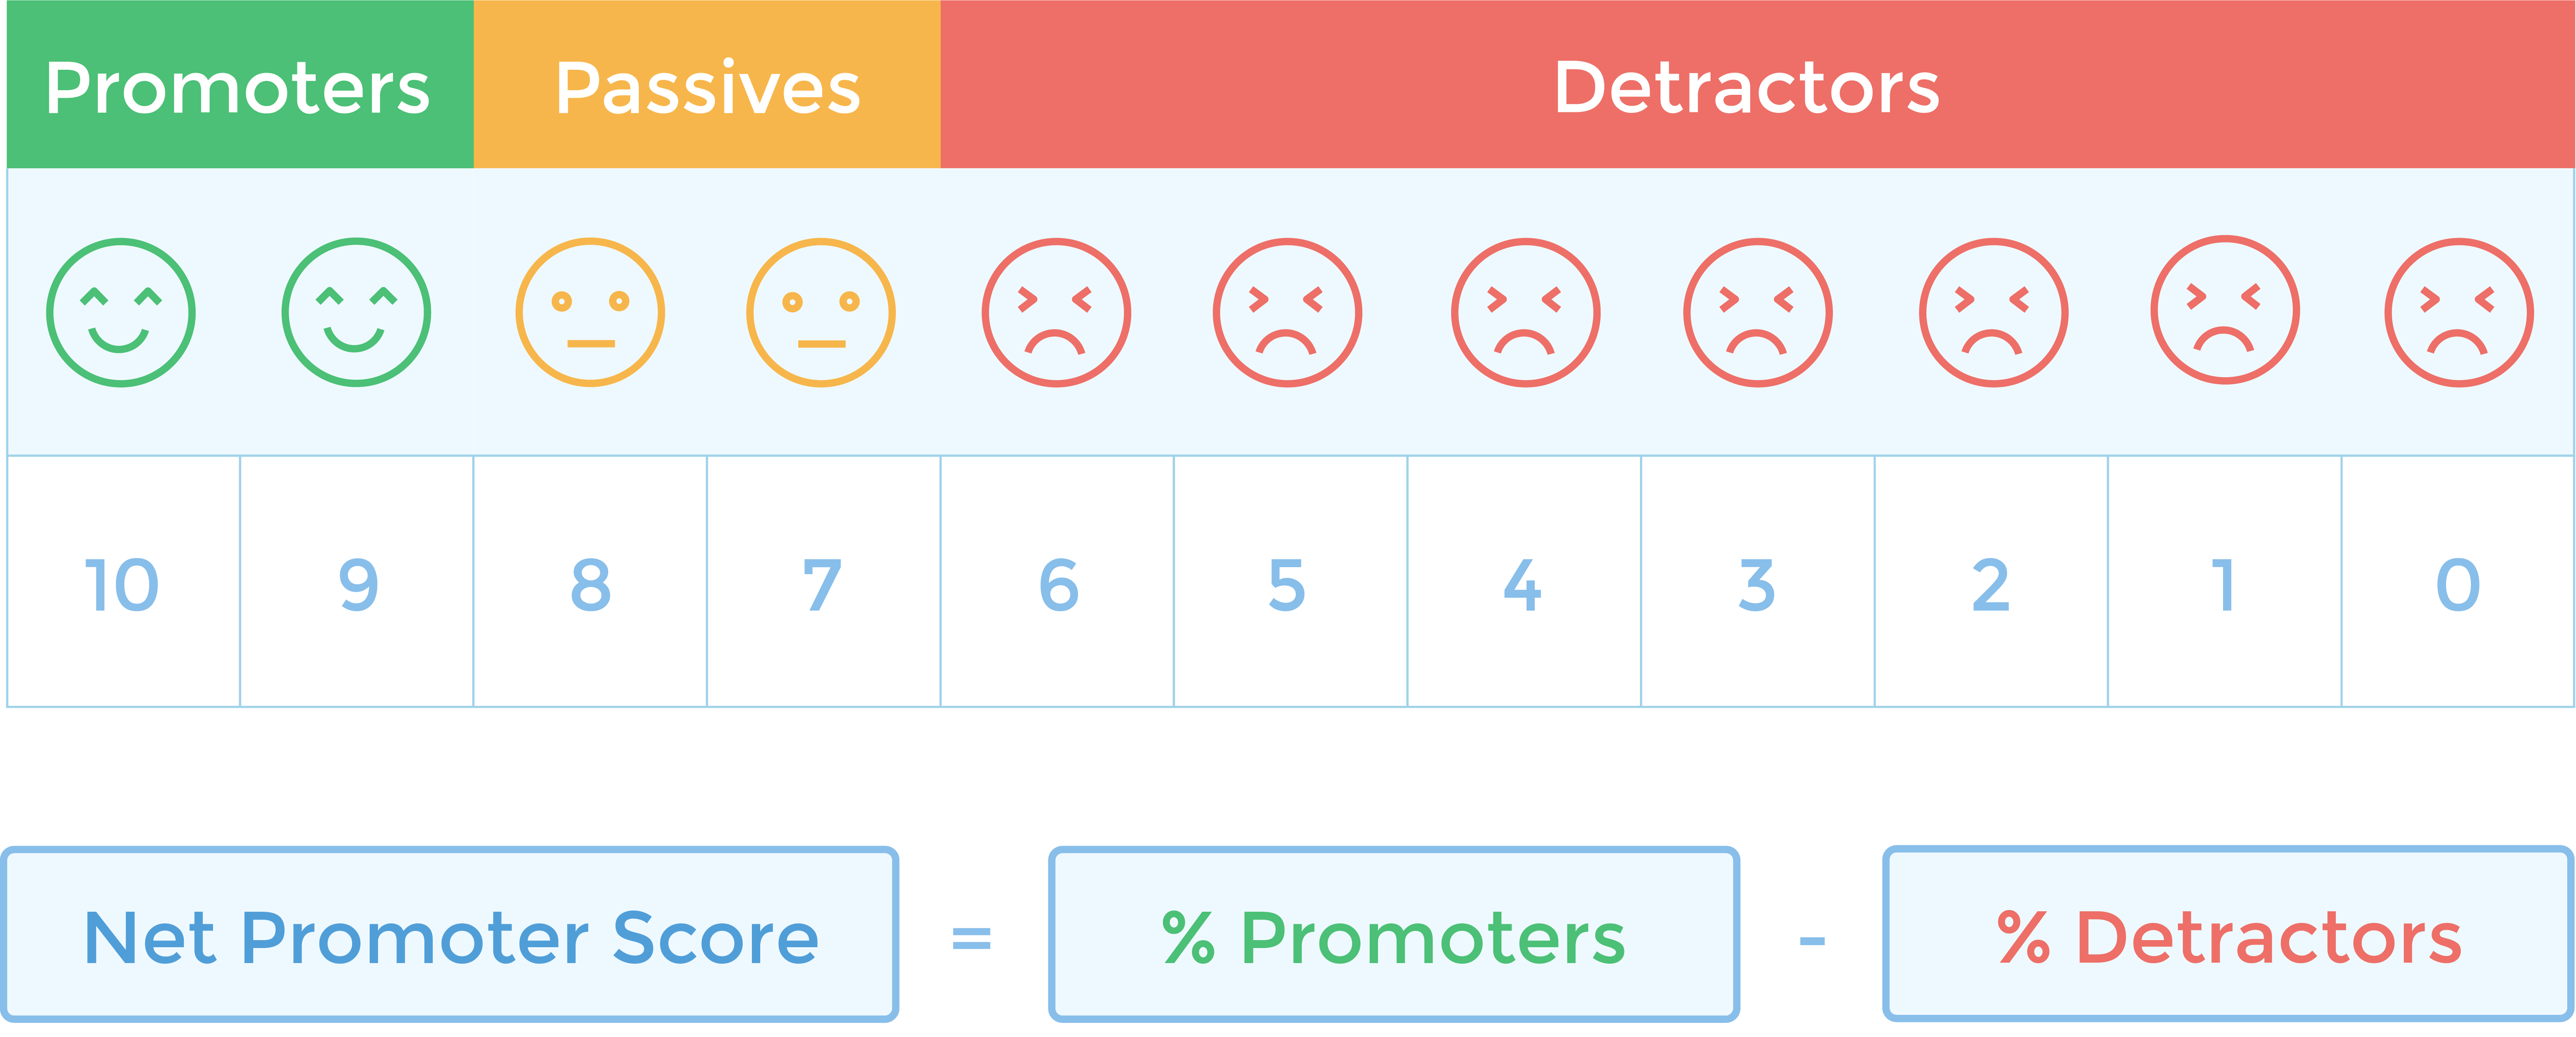 Promoters Passives Detractors
10 9 8 7 6 5 4 3 2 1 0
Net Promoter Score = % Promoters - % Detractors